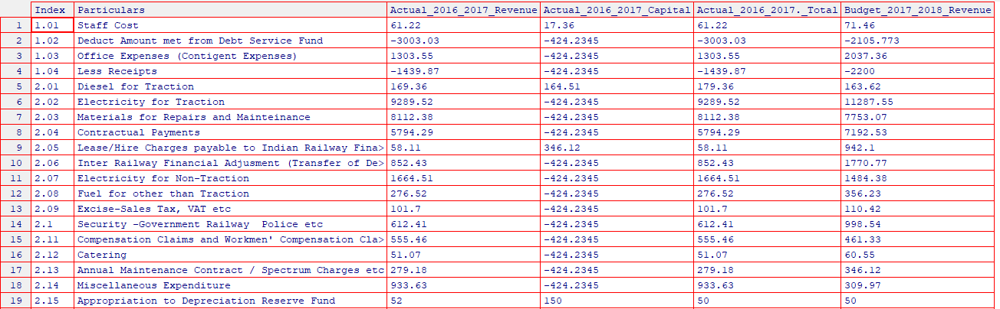 Index Particulars Actual_2016_2017_Revenue Actual_2016_2017_Capital Actual_2016_2017._Total Budget_2017_2018_Revenue
1 1.01 Staff Cost 61.22 17.36 61.22 71.46
2 1.02 Deduct Amount met from Debt Service Fund -3003.03 -424.2345 -3003.03 -2105.773
3 1.03 Office Expenses (Contigent Expenses) 1303.55 -424.2345 1303.55 2037.36
4 1.04 Less Receipts -1439.87 -424.2345 -1439.87 -2200
5 2.01 Diesel for Traction 169.36 164.51 179.36 163.62
6 2.02 Electricity for Traction 9289.52 -424.2345 9289.52 11287.55
7 2.03 Materials for Repairs and Mainteinance 8112.38 -424.2345 8112.38 7753.07
8 2.04 Contractual Payments 5794.29 -424.2345 5794.29 7192.53
9 2.05 Lease/Hire Charges payable to Indian Railway Fina> 58.11 346.12 58.11 942.1
10 2.06 Inter Railway Financial Adjusment (Transfer of De> 852.43 -424.2345 852.43 1770.77
11 2.07 Electricity for Non-Traction 1664.51 -424.2345 1664.51 1484.38
12 2.08 Fuel for other than Traction 276.52 -424.2345 276.52 356.23
13 2.09 Excise-Sales Tax, VAT etc 101.7 -424.2345 101.7 110.42
14 2.1 Security -Government Railway  Police etc 612.41 -424.2345 612.41 998.54
15 2.11 Compensation Claims and Workmen' Compensation Cla> 555.46 -424.2345 555.46 461.33
16 2.12 Catering 51.07 -424.2345 51.07 60.55
17 2.13 Annual Maintenance Contract / Spectrum Charges etc 279.18 -424.2345 279.18 346.12
18 2.14 Miscellaneous Expenditure 933.63 -424.2345 933.63 309.97
19 2.15 Appropriation to Depreciation Reserve Fund 52 150 50 50